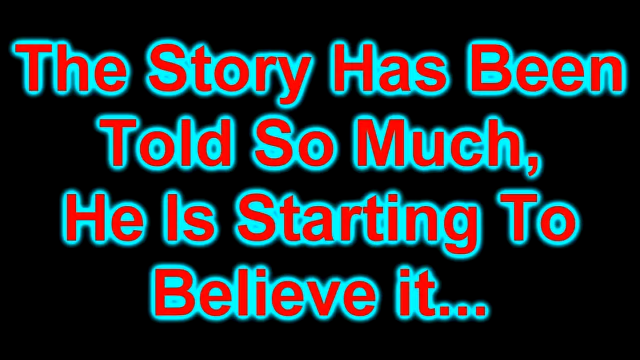 The Story Has Been
Told So Much,
He Is Starting To
Believe it...